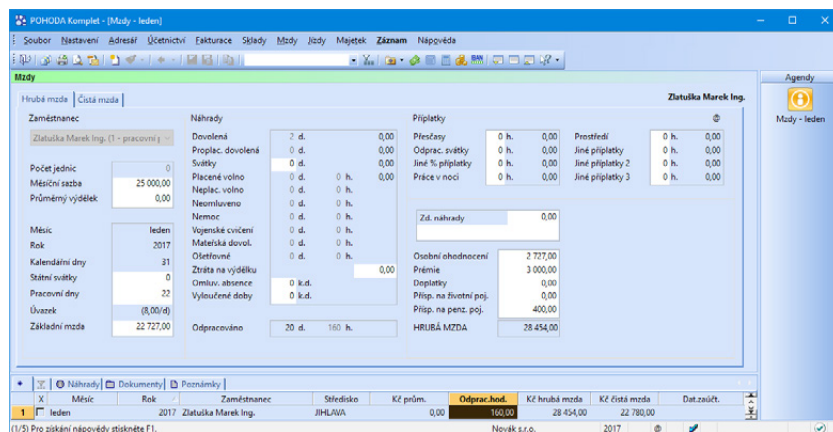 POHODA Komplet - [Mzdy - leden]
Soubor Nastavení Adresář Účetnictví Fakturace Sklady Mzdy Jízdy Majetek Záznam Nápověda
Mzdy Agendy
Hrubá mzda Čistá mzda Zlatuška Marek Ing.
Zaměstnanec Náhrady Příplatky @ Mzdy - leden
Zlatuška Marek Ing. (1 - pracovní p
Dovolená 2 d. 0,00 Přesčasy 0 h. 0,00 Prostředí 0 h. 0,00
Proplac. dovolená 0 d. 0,00 Odprac. svátky 0 h. 0,00 Jiné příplatky 0 h. 0,00
Počet jednic 0 Svátky 0 d. 0,00 Jiné % příplatky 0 h. 0,00 Jiné příplatky 2 0 h. 0,00
Měsíční sazba 25 000,00 Placené volno 0 d. 0 h. 0,00 Práce v noci 0 h. 0,00 Jiné příplatky 3 0 h. 0,00
Průměrný výdělek 0,00 Neplac. volno 0 d. 0 h.
Neomluveno 0 d. 0 h.
Nemoc 0 d. 0 h. Zd. náhrady 0,00
Měsíc leden Vojenské cvičení 0 d. 0 h.
Rok 2017 Mateřská dovol. 0 d. 0 h.
Kalendářní dny 31 Ošetřovné 0 d. 0 h. Osobní ohodnocení 2 727,00
Státní svátky 0 Ztráta na výdělku 0,00 Prémie 3 000,00
Pracovní dny 22 Omluv. absence 0 k.d. Doplatky 0,00
Úvazek (8,00/d) Vyloučené doby 0 k.d. Přísp. na životní poj. 0,00
Přísp. na penz. poj. 400,00
Základní mzda 22 727,00 Odpracováno 20 d. 160 h. HRUBÁ MZDA 28 454,00
Náhrady Dokumenty Poznámky
X Měsíc Rok Zaměstnanec Středisko Kč prům. Odprac.hod. Kč hrubá mzda Kč čistá mzda Dat.zaúčt.
1 leden 2017 Zlatuška Marek Ing. JIHLAVA 0,00 160,00 28 454,00 22 780,00
(1/5) Pro získání nápovědy stiskněte F1. Novák s.r.o. 2017 @